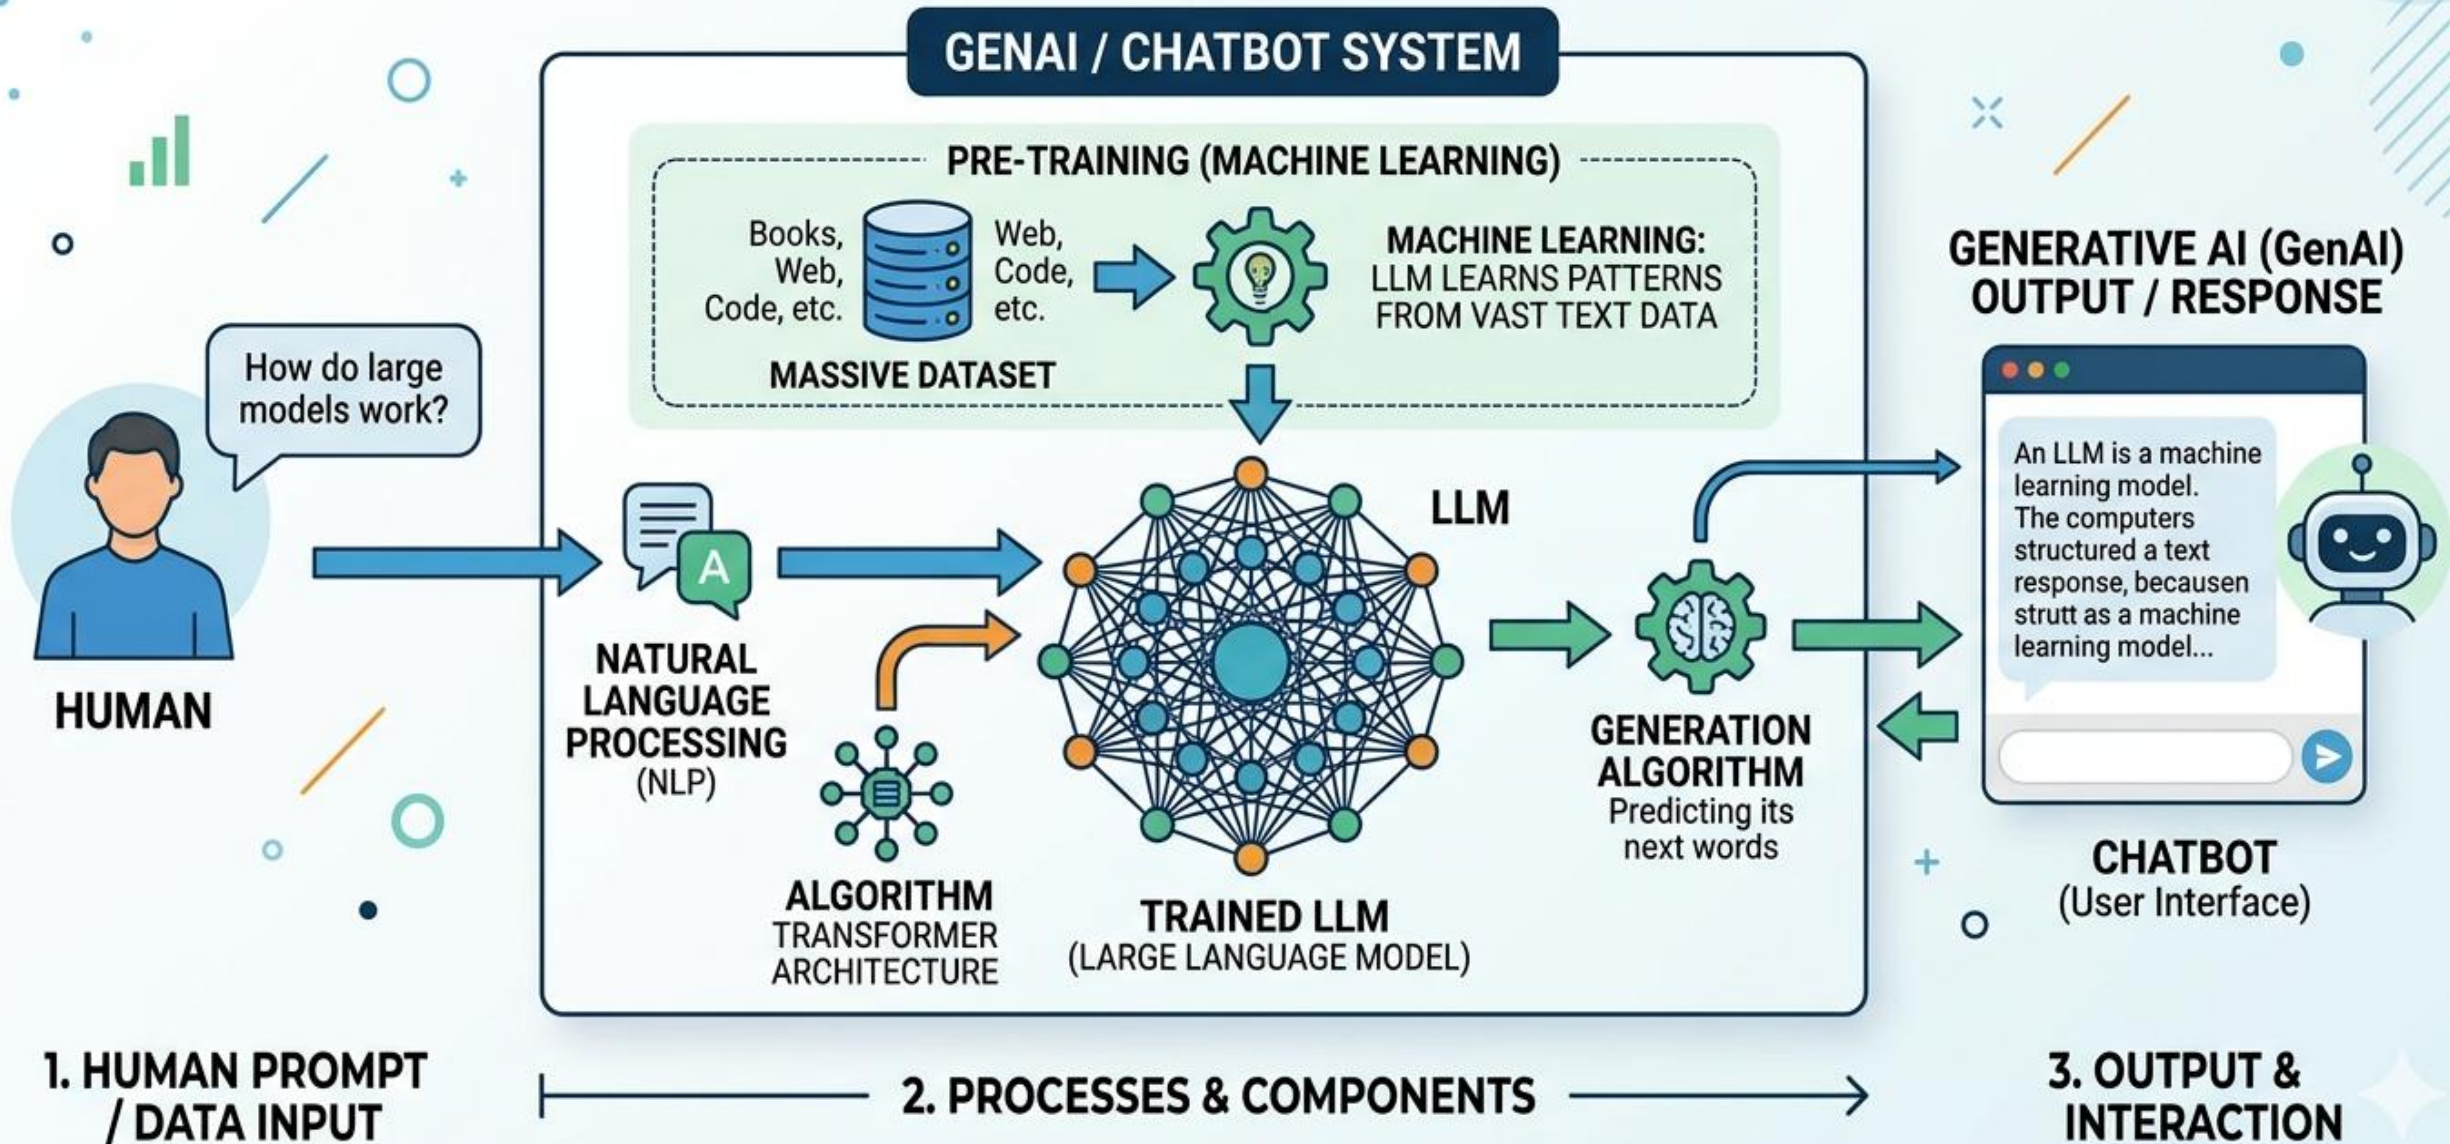 GENAI / CHATBOT SYSTEM
PRE-TRAINING (MACHINE LEARNING)
Books,
Web,
Code, etc.
Web,
Code,
etc.
MASSIVE DATASET
MACHINE LEARNING:
LLM LEARNS PATTERNS
FROM VAST TEXT DATA
How do large
models work?
HUMAN
A
NATURAL
LANGUAGE
PROCESSING
(NLP)
ALGORITHM
TRANSFORMER
ARCHITECTURE
LLM
TRAINED LLM
(LARGE LANGUAGE MODEL)
GENERATION
ALGORITHM
Predicting its
next words
GENERATIVE AI (GenAI)
OUTPUT / RESPONSE
An LLM is a machine
learning model.
The computers
structured a text
response, becausen
strutt as a machine
learning model...
CHATBOT
(User Interface)
1. HUMAN PROMPT
/ DATA INPUT
2. PROCESSES & COMPONENTS
3. OUTPUT &
INTERACTION